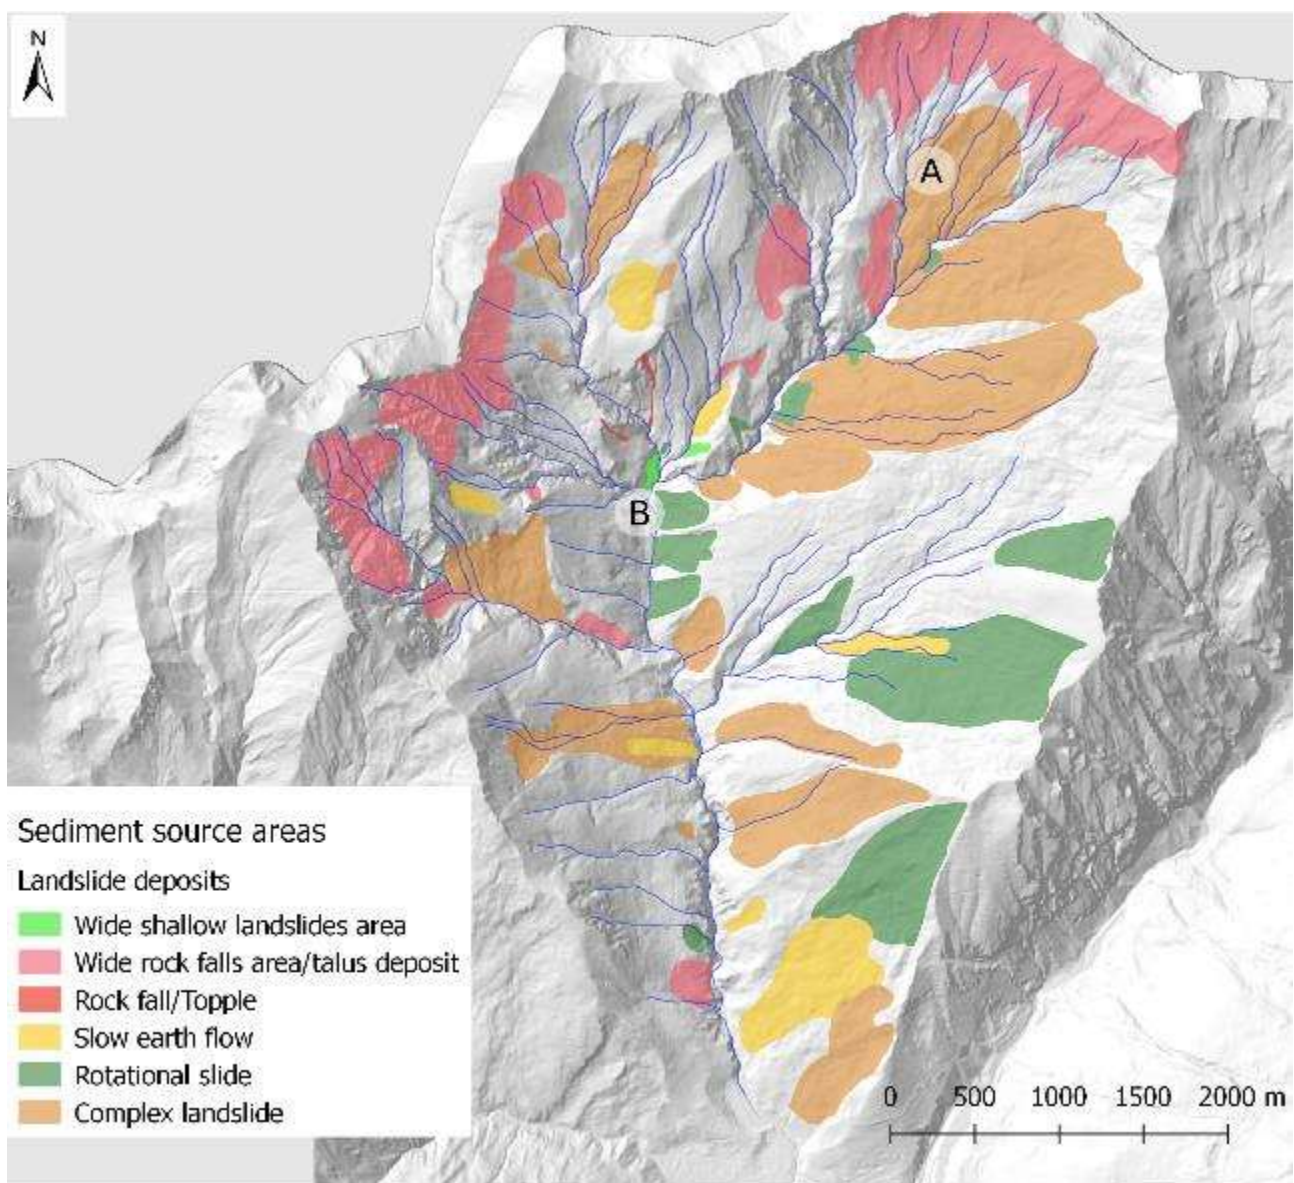 N
A
B
Sediment source areas
Landslide deposits
Wide shallow landslides area
Wide rock falls area/talus deposit
Rock fall/Topple
Slow earth flow
Rotational slide
Complex landslide
0 500 1000 1500 2000 m